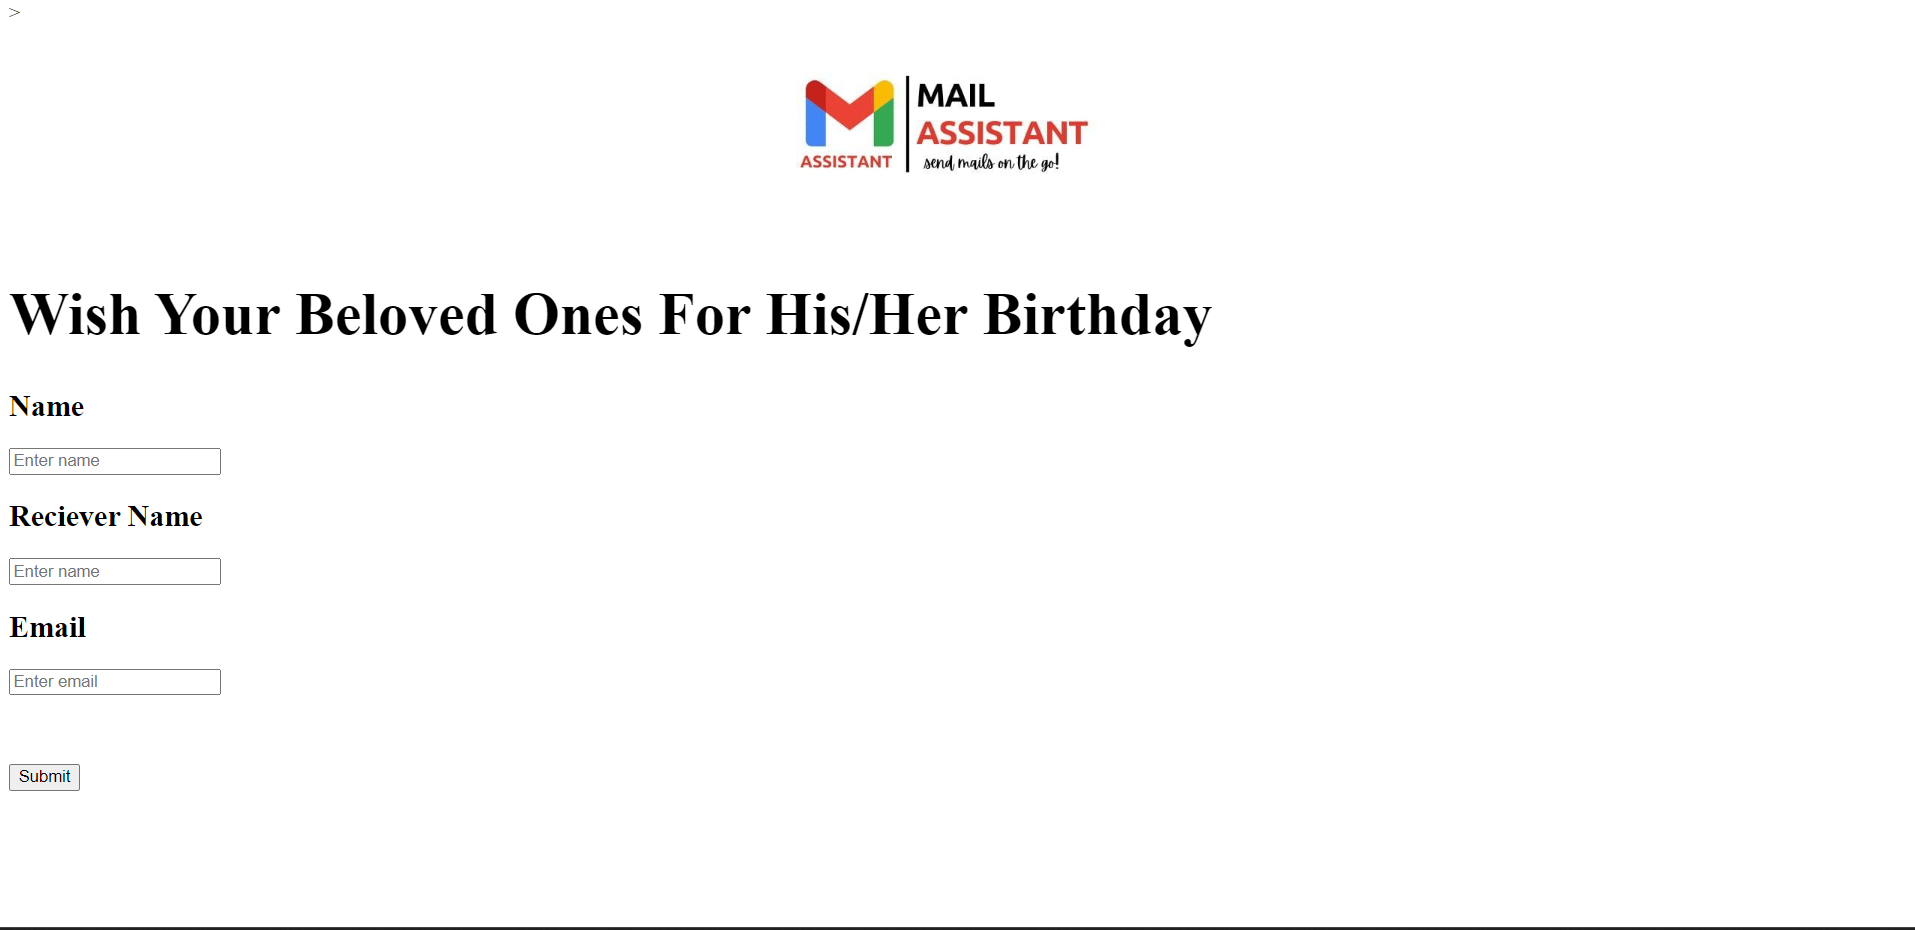 >
MAIL
ASSISTANT
ASSISTANT
send mails on the go!
Wish Your Beloved Ones For His/Her Birthday
Name
Enter name
Reciever Name
Enter name
Email
Enter email
Submit